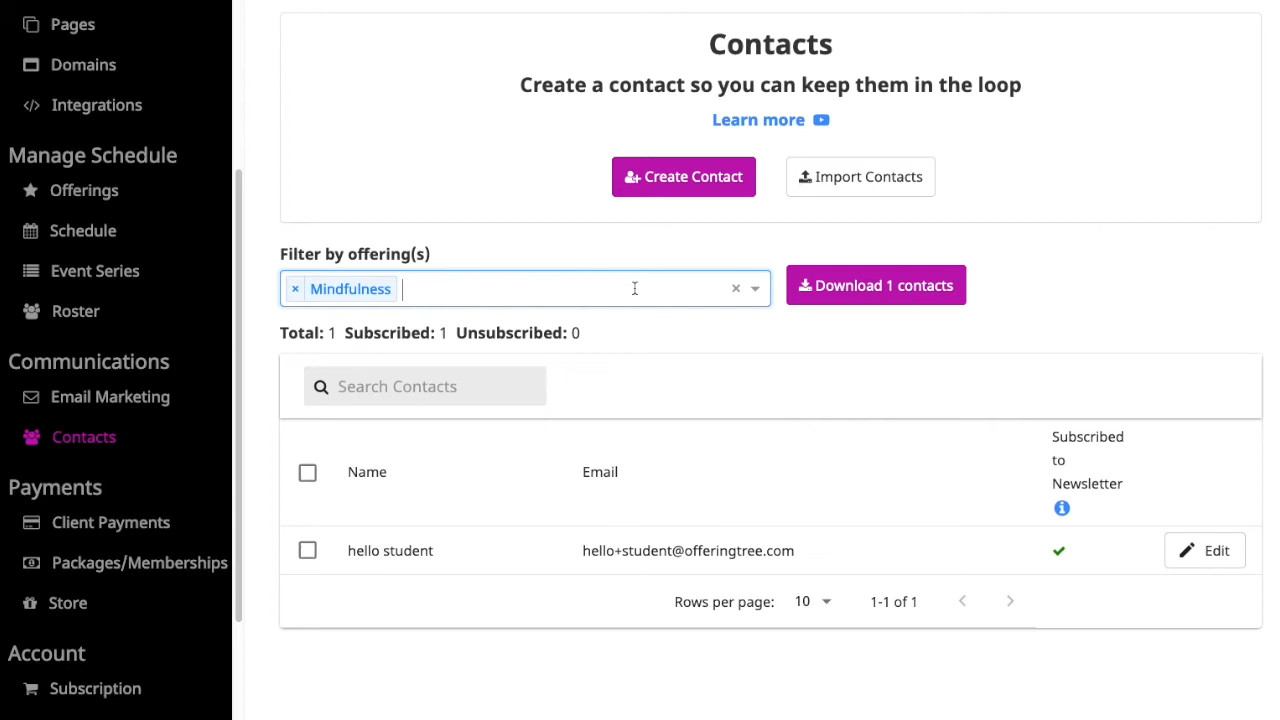 Pages
Domains
Integrations
Manage Schedule
Offerings
Schedule
Event Series
Roster
Communications
Email Marketing
Contacts
Payments
Client Payments
Packages/Memberships
Store
Account
Subscription
Contacts
Create a contact so you can keep them in the loop
Learn more
Create Contact
Import Contacts
Filter by offering(s)
× Mindfulness
Download 1 contacts
Total: 1 Subscribed: 1 Unsubscribed: 0
Search Contacts
Name
Email
Subscribed
to
Newsletter
hello student
hello+student@offeringtree.com
Edit
Rows per page: 10
1-1 of 1